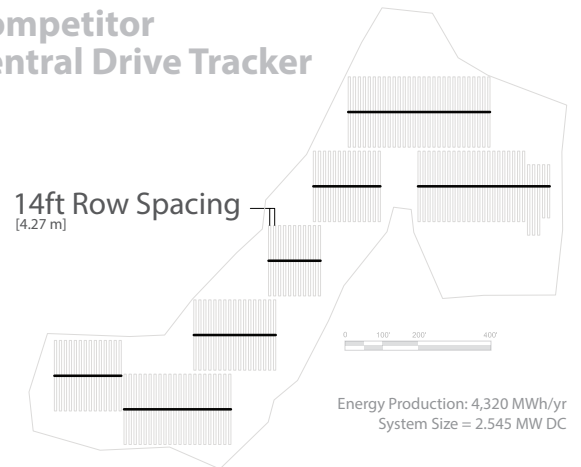 ompetitor
entral Drive Tracker
14ft Row Spacing
[4.27 m]
0 100' 200' 400'
Energy Production: 4,320 MWh/yr
System Size = 2.545 MW DC